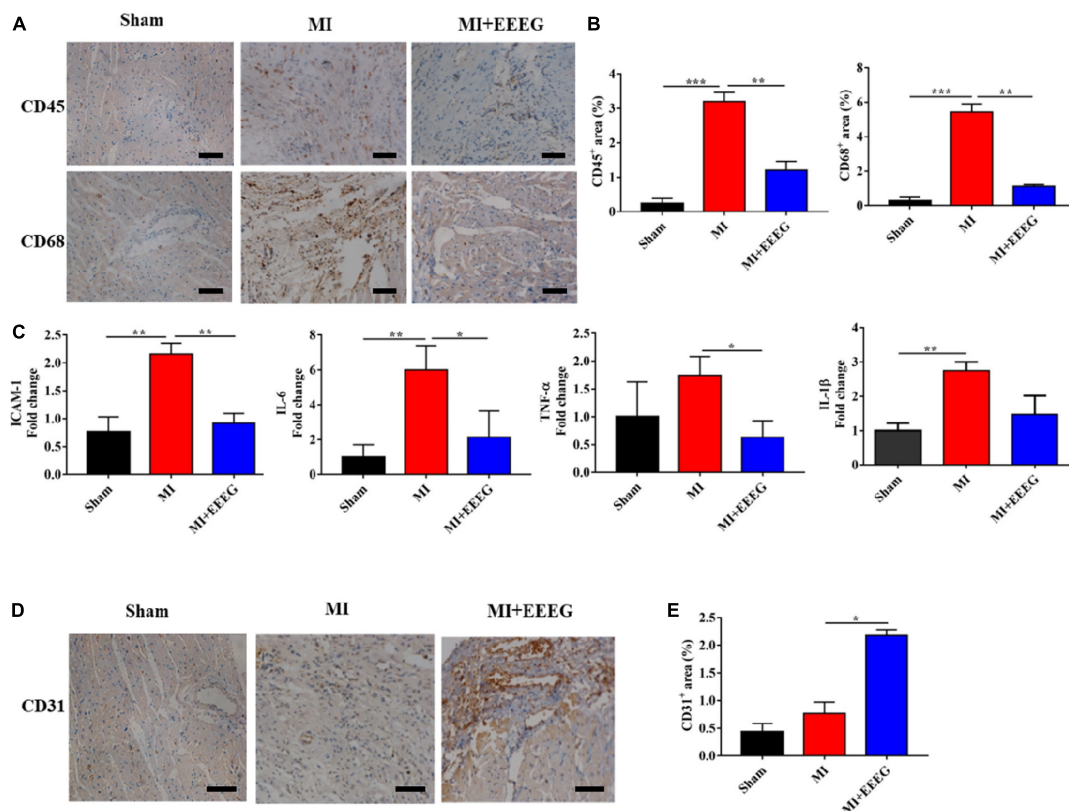 A
Sham
MI
MI+EEEG
CD45
CD68
B
CD45+ area (%)
4
3
2
1
0
***
**
Sham
MI
MI+EEEG
CD68+ area (%)
8
6
4
2
0
***
**
Sham
MI
MI+EEEG
C
ICAM-1
Fold change
2.5
2.0
1.5
1.0
0.5
0.0
**
**
Sham
MI
MI+EEEG
IL-6
Fold change
8
6
4
2
0
**
*
Sham
MI
MI+EEEG
TNF-α
Fold change
2.5
2.0
1.5
1.0
0.5
0.0
*
Sham
MI
MI+EEEG
IL-1β
Fold change
4
3
2
1
0
**
Sham
MI
MI+EEEG
D
Sham
MI
MI+EEEG
CD31
E
CD31+ area (%)
2.5
2.0
1.0
0.5
0.0
*
Sham
MI
MI+EEEG